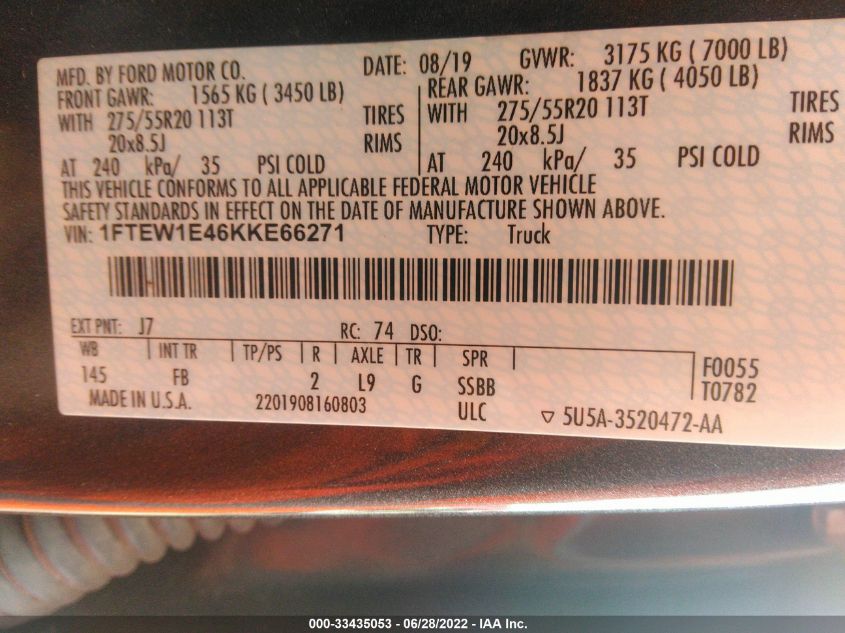 MFD. BY FORD MOTOR CO. DATE: 08/19 GVWR: 3175 KG ( 7000 LB)
FRONT GAWR: 1565 KG ( 3450 LB) REAR GAWR: 1837 KG ( 4050 LB)
WITH 275/55R20 113T TIRES WITH 275/55R20 113T TIRES
20x8.5J RIMS 20x8.5J RIMS
AT 240 kPa/ 35 PSI COLD AT 240 kPa/ 35 PSI COLD
THIS VEHICLE CONFORMS TO ALL APPLICABLE FEDERAL MOTOR VEHICLE
SAFETY STANDARDS IN EFFECT ON THE DATE OF MANUFACTURE SHOWN ABOVE.
VIN: 1FTEW1E46KKE66271 TYPE: Truck
EXT PNT: J7 RC: 74 DSO:
WB INT TR TP/PS R AXLE TR SPR
145 FB 2 L9 G SSBB F0055
ULC T0782
MADE IN U.S.A. 2201908160803 5U5A-3520472-AA
000-33435053 - 06/28/2022 - IAA Inc.